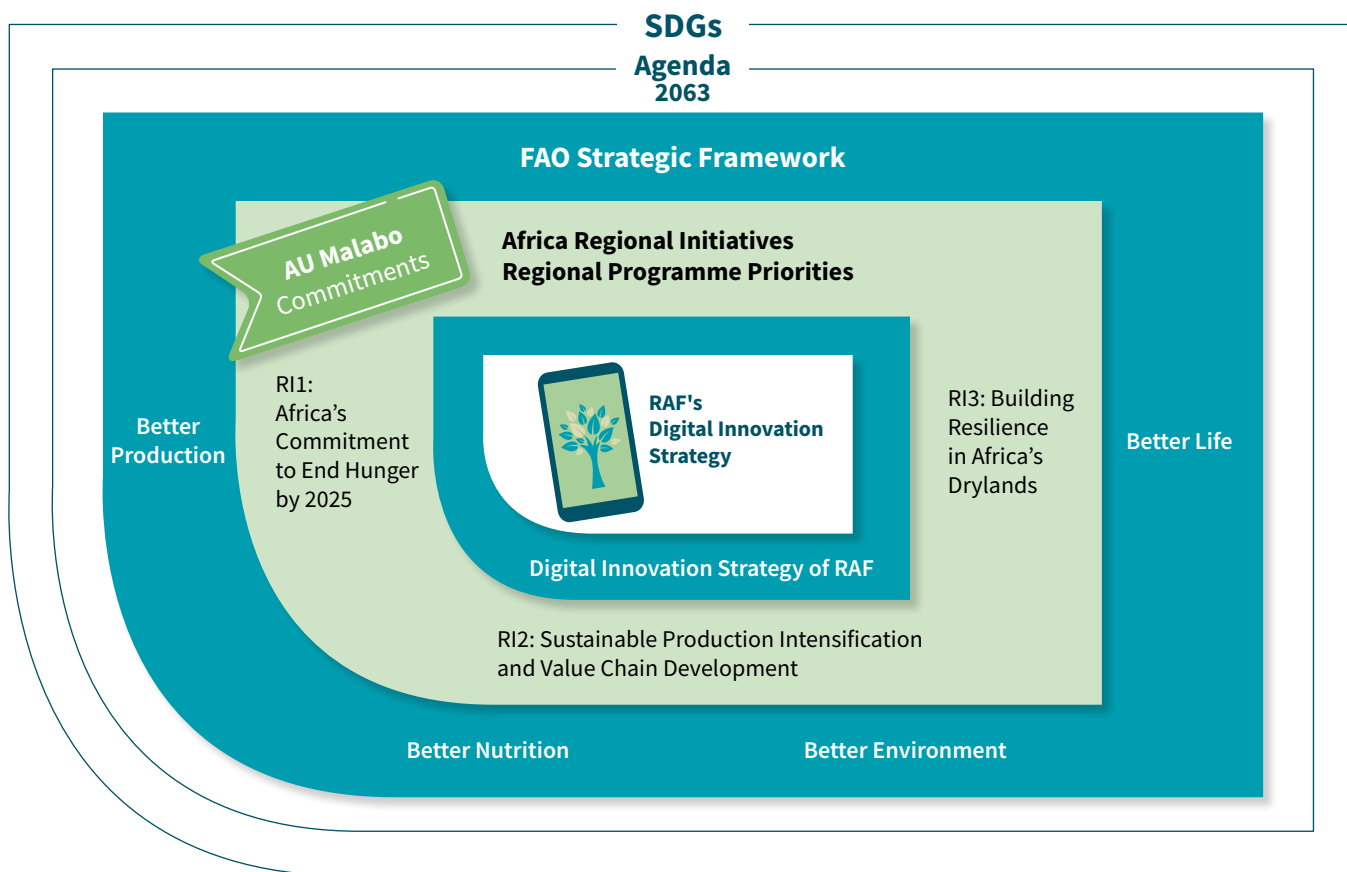 SDGs
Agenda
2063
FAO Strategic Framework
AU Malabo
Commitments
Africa Regional Initiatives
Regional Programme Priorities
Better
Production
RI1:
Africa’s
Commitment
to End Hunger
by 2025
RAF's
Digital Innovation
Strategy
Digital Innovation Strategy of RAF
RI3: Building
Resilience
in Africa’s
Drylands
Better Life
RI2: Sustainable Production Intensification
and Value Chain Development
Better Nutrition
Better Environment